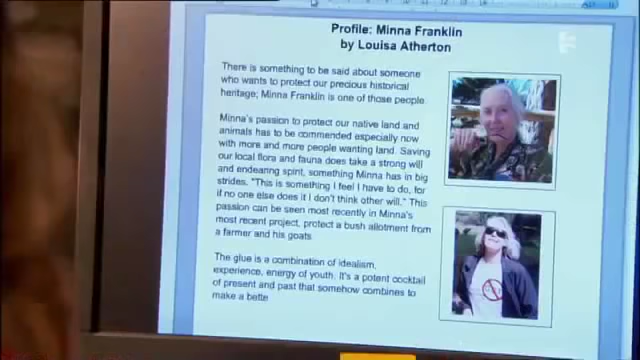 Profile: Minna Franklin
by Louisa Atherton
There is something to be said about someone
who wants to protect our precious historical
heritage; Minna Franklin is one of those people.
Minna's passion to protect our native land and
animals has to be commended especially now
with more and more people wanting land. Saving
our local flora and fauna does take a strong will
and endearing spirit, something Minna has in big
strides. "This is something I feel I have to do, for
if no one else does it I don't think other will." This
passion can be seen most recently in Minna's
most recent project, protect a bush allotment from
a farmer and his goats.
The glue is a combination of idealism,
experience, energy of youth. It's a potent cocktail
of present and past that somehow combines to
make a bette